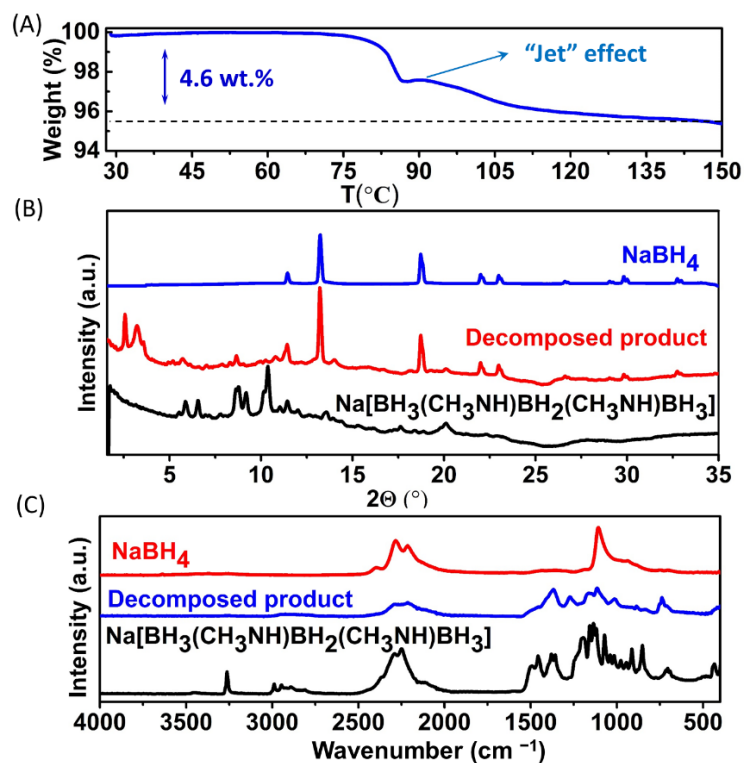 (A)
100
98
96
94
Weight (%)
4.6 wt.%
“Jet” effect
30 45 60 75 90 105 120 135 150
T(°C)
(B)
Intensity (a.u.)
NaBH4
Decomposed product
Na[BH3(CH3NH)BH2(CH3NH)BH3]
5 10 15 20 25 30 35
2Θ (°)
(C)
Intensity (a.u.)
NaBH4
Decomposed product
Na[BH3(CH3NH)BH2(CH3NH)BH3]
4000 3500 3000 2500 2000 1500 1000 500
Wavenumber (cm −1)